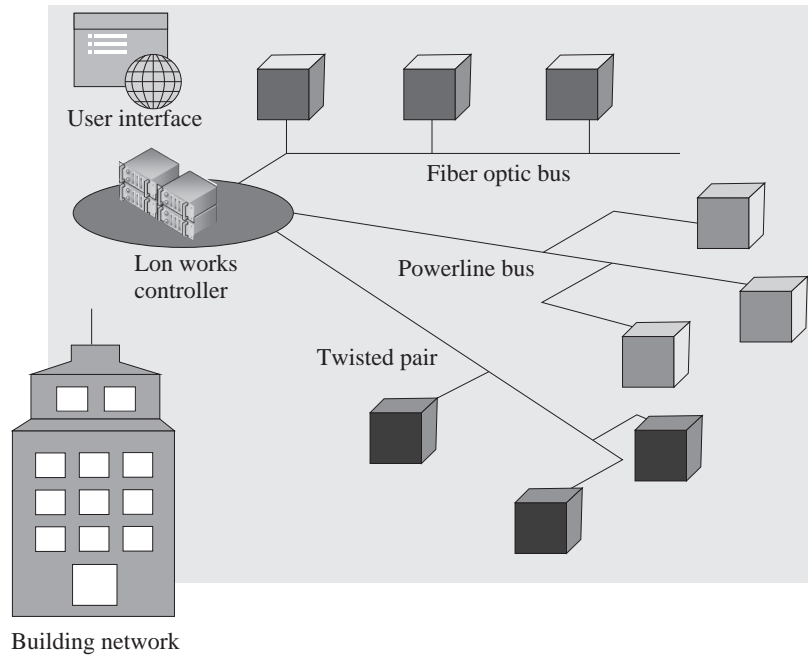 User interface
Fiber optic bus
Lon works
controller
Powerline bus
Twisted pair
Building network